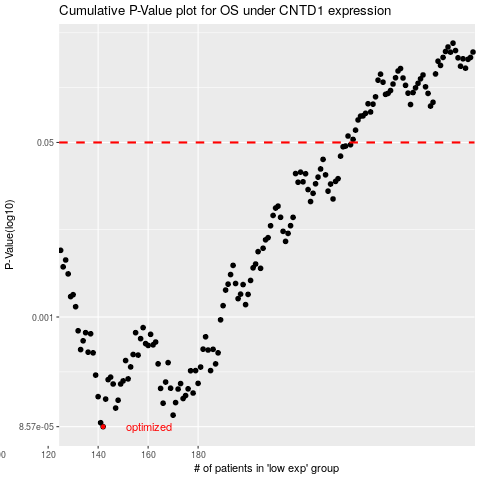 Cumulative P-Value plot for OS under CNTD1 expression
P-Value(log10)
0.05
0.001
8.57e-05
optimized
00 120 140 160 180
# of patients in 'low exp' group